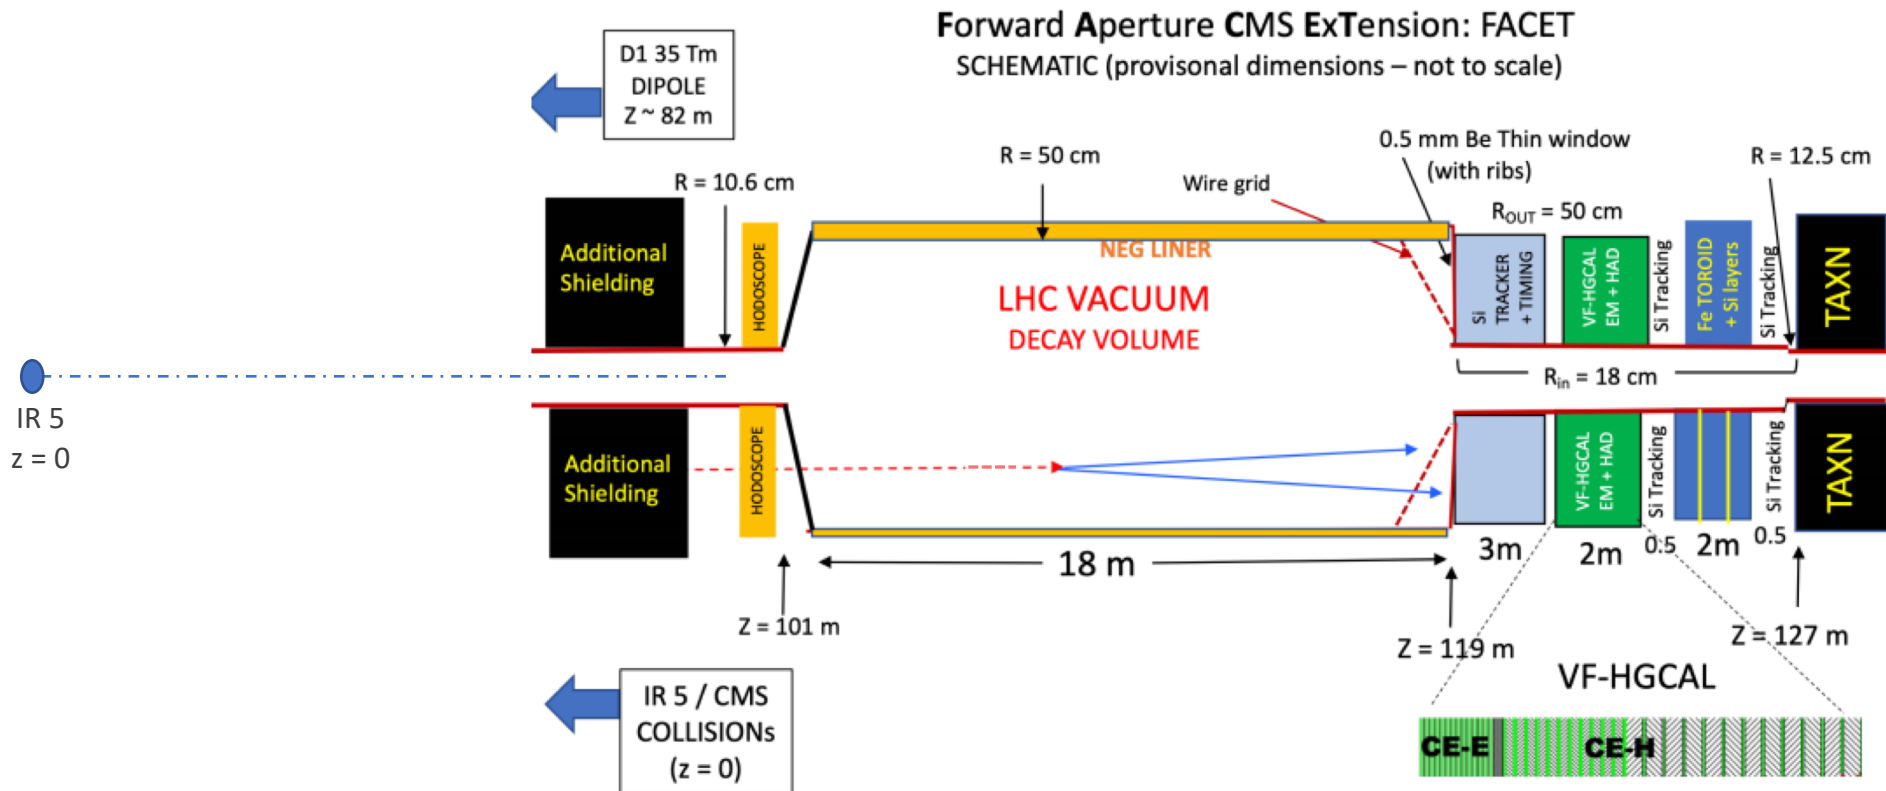 Forward Aperture CMS ExTension: FACET
SCHEMATIC (provisonal dimensions – not to scale)
D1 35 Tm
DIPOLE
Z ~ 82 m
R = 10.6 cm
R = 50 cm
Wire grid
0.5 mm Be Thin window
(with ribs)
R = 12.5 cm
R_OUT = 50 cm
Additional
Shielding
HODOSCOPE
NEG LINER
LHC VACUUM
DECAY VOLUME
Si
TRACKER
+ TIMING
VF-HGCAL
EM + HAD
Si Tracking
Fe TOROID
+ Si layers
Si Tracking
TAXN
R_in = 18 cm
IR 5
z = 0
Additional
Shielding
HODOSCOPE
VF-HGCAL
EM + HAD
Si Tracking
Si Tracking
TAXN
18 m
3m
2m
0.5
2m
0.5
Z = 101 m
Z = 119 m
Z = 127 m
IR 5 / CMS
COLLISIONs
(z = 0)
VF-HGCAL
CE-E
CE-H